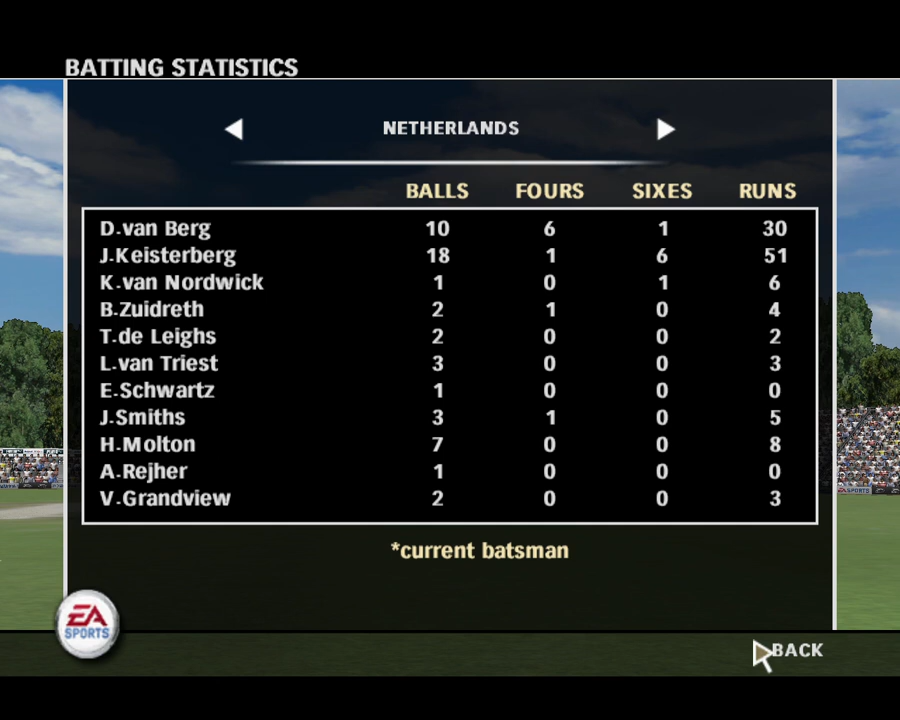 BATTING STATISTICS
NETHERLANDS
BALLS FOURS SIXES RUNS
D.van Berg 10 6 1 30
J.Keisterberg 18 1 6 51
K.van Nordwick 1 0 1 6
B.Zuidreth 2 1 0 4
T.de Leighs 2 0 0 2
L.van Triest 3 0 0 3
E.Schwartz 1 0 0 0
J.Smiths 3 1 0 5
H.Molton 7 0 0 8
A.Rejher 1 0 0 0
V.Grandview 2 0 0 3
*current batsman
EA
SPORTS
BACK